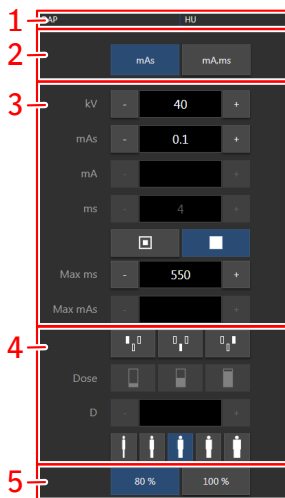 1 HU
2 mAs mA,ms
3
kV - 40 +
mAs - 0.1 +
mA - +
ms - 4 +
Max ms - 550 +
Max mAs - +
4
Dose
D - +
5 80 % 100 %